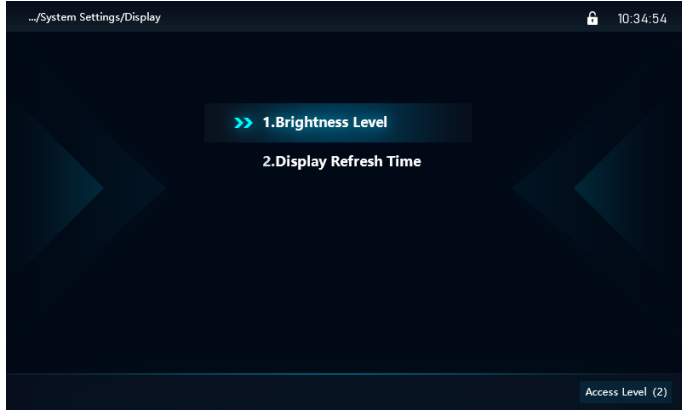 .../System Settings/Display
10:34:54
1.Brightness Level
2.Display Refresh Time
Access Level (2)